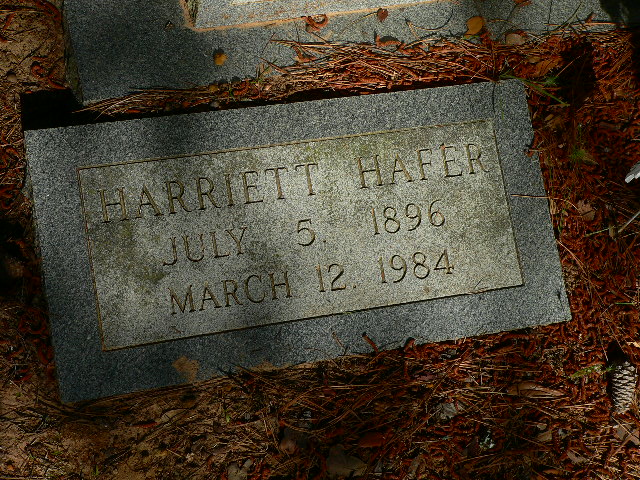 HARRIETT HAFER
JULY 5. 1896
MARCH 12. 1984